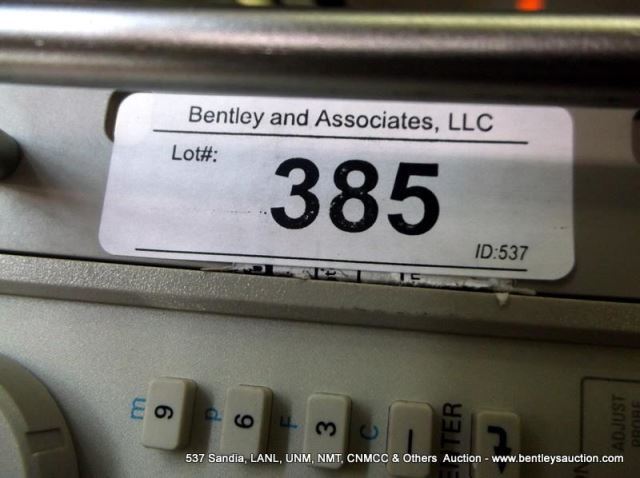 Bentley and Associates, LLC
Lot#:
385
ID:537
m
9
p
6
F
3
C
ENTER
ADJUST
537 Sandia, LANL, UNM, NMT, CNMCC & Others Auction - www.bentleysauction.com